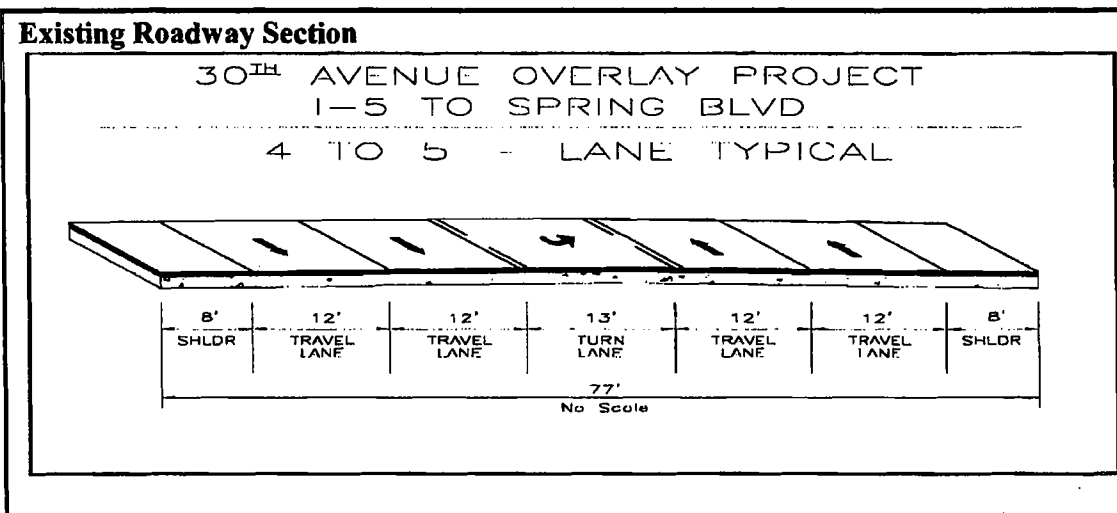 Existing Roadway Section
30TH AVENUE OVERLAY PROJECT
I-5 TO SPRING BLVD
4 TO 5 - LANE TYPICAL
8' 12' 12' 13' 12' 12' 8'
SHLDR TRAVEL LANE TRAVEL LANE TURN LANE TRAVEL LANE TRAVEL LANE SHLDR
77'
No Scale